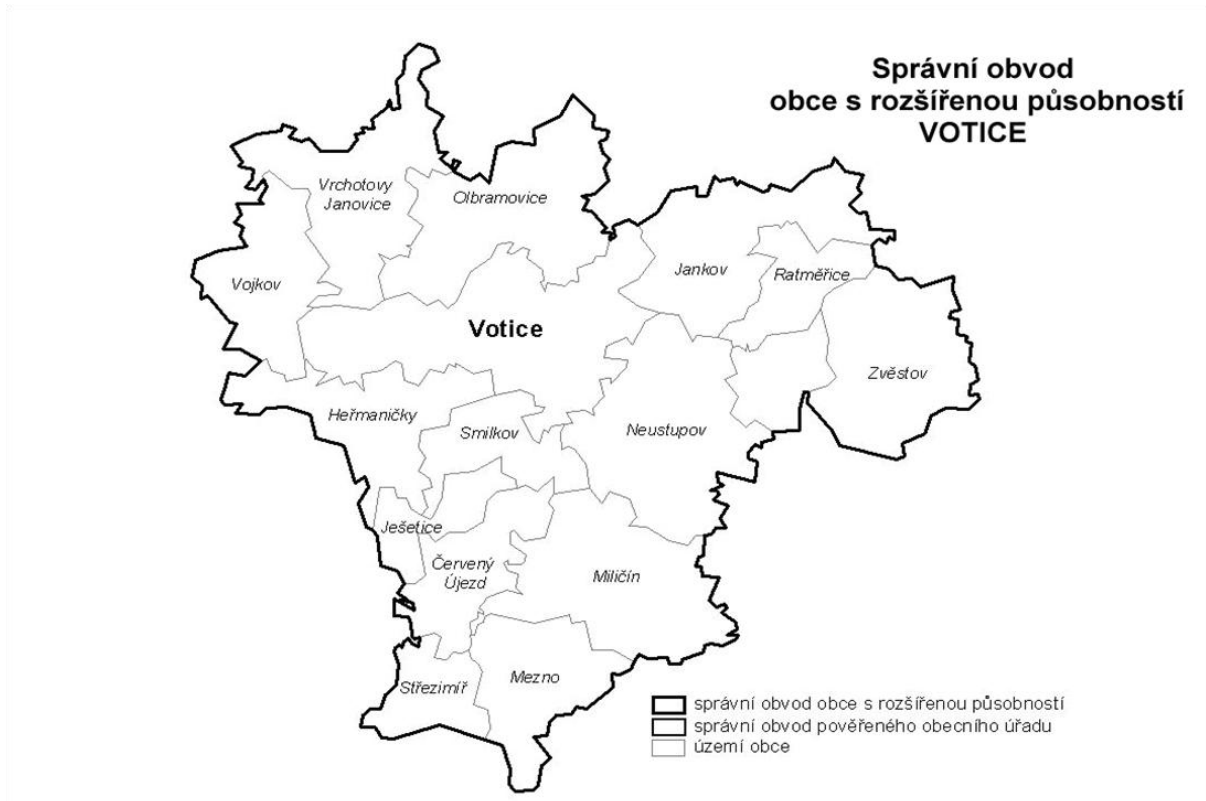 Správní obvod
obce s rozšířenou působností
VOTICE
Vrchotovy
Janovice
Olbramovice
Vojkov
Jankov
Ratměřice
Votice
Zvěstov
Heřmaničky
Smilkov
Neustupov
Ješetice
Červený
Újezd
Miličín
Střezimíř
Mezno
správní obvod obce s rozšířenou působností
správní obvod pověřeného obecního úřadu
území obce